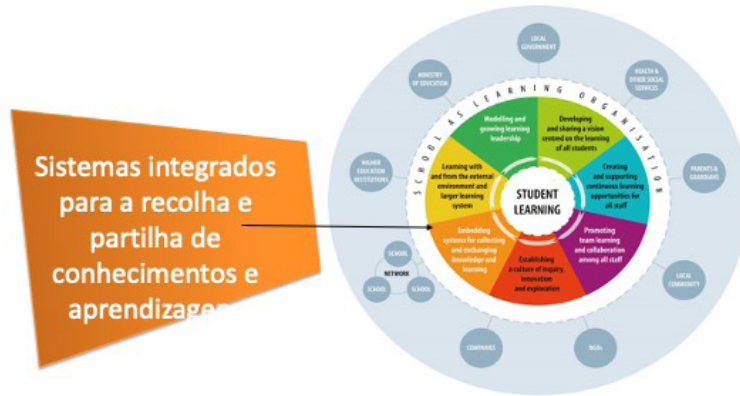 Sistemas integrados
para a recolha e
partilha de
conhecimentos e
aprendizagen
LOCAL
GOVERNMENT
MINISTRY
OF EDUCATION
HEALTH &
OTHER SOCIAL
SERVICES
HIGHER
EDUCATION
INSTITUTIONS
PARENTS &
GUARDIANS
SCHOOL
NETWORK
SCHOOL
SCHOOL
LOCAL
COMMUNITY
COMPANIES
NGOs
SCHOOL AS LEARNING ORGANISATION
Modelling and
growing learning
leadership
Developing
and sharing a vision
centred on the learning
of all students
Learning with
and from the external
environment and
larger learning
system
Creating
and supporting
continuous learning
opportunities for
all staff
STUDENT
LEARNING
Embedding
systems for collecting
and exchanging
knowledge and
learning
Promoting
team learning
and collaboration
among all staff
Establishing
a culture of inquiry,
innovation
and exploration